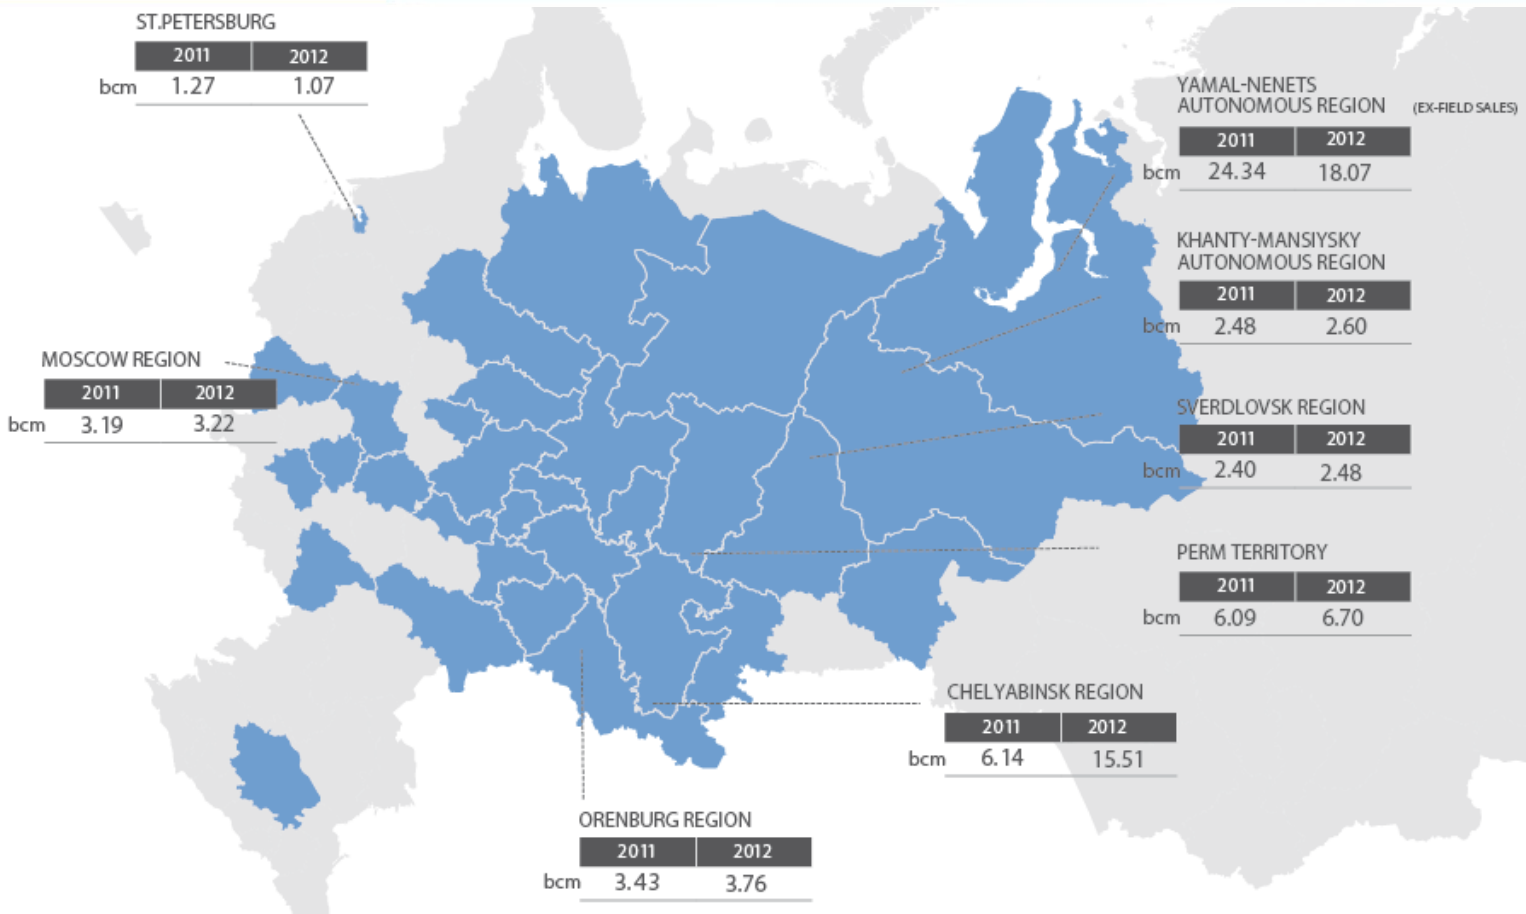 ST.PETERSBURG
2011 2012
bcm 1.27 1.07
YAMAL-NENETS
AUTONOMOUS REGION (EX-FIELD SALES)
2011 2012
bcm 24.34 18.07
KHANTY-MANSIYSKY
AUTONOMOUS REGION
2011 2012
bcm 2.48 2.60
MOSCOW REGION
2011 2012
bcm 3.19 3.22
SVERDLOVSK REGION
2011 2012
bcm 2.40 2.48
PERM TERRITORY
2011 2012
bcm 6.09 6.70
CHELYABINSK REGION
2011 2012
bcm 6.14 15.51
ORENBURG REGION
2011 2012
bcm 3.43 3.76